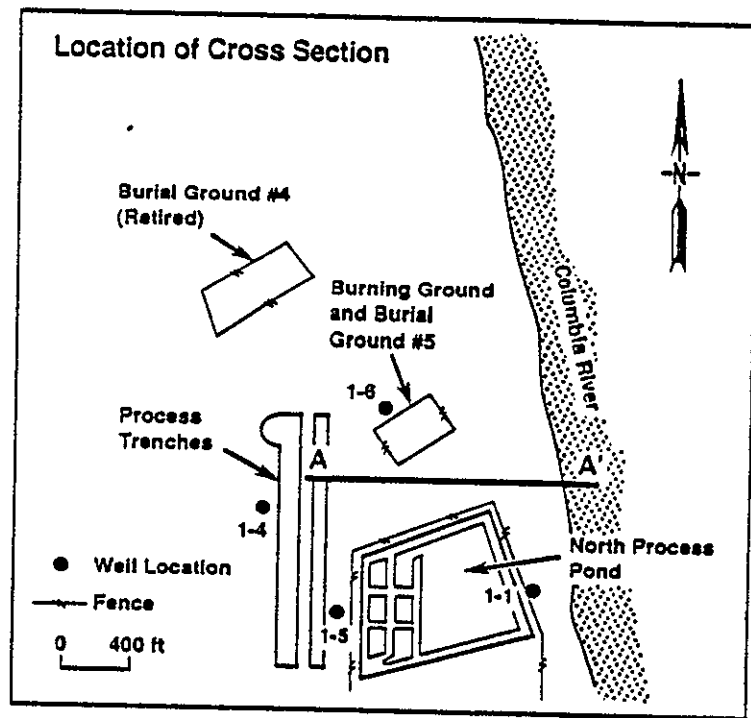 Location of Cross Section
N
Burial Ground #4
(Retired)
Burning Ground
and Burial
Ground #5
Columbia River
1-6
Process
Trenches
A
A'
1-4
Well Location
Fence
0 400 ft
1-5
1-1
North Process
Pond